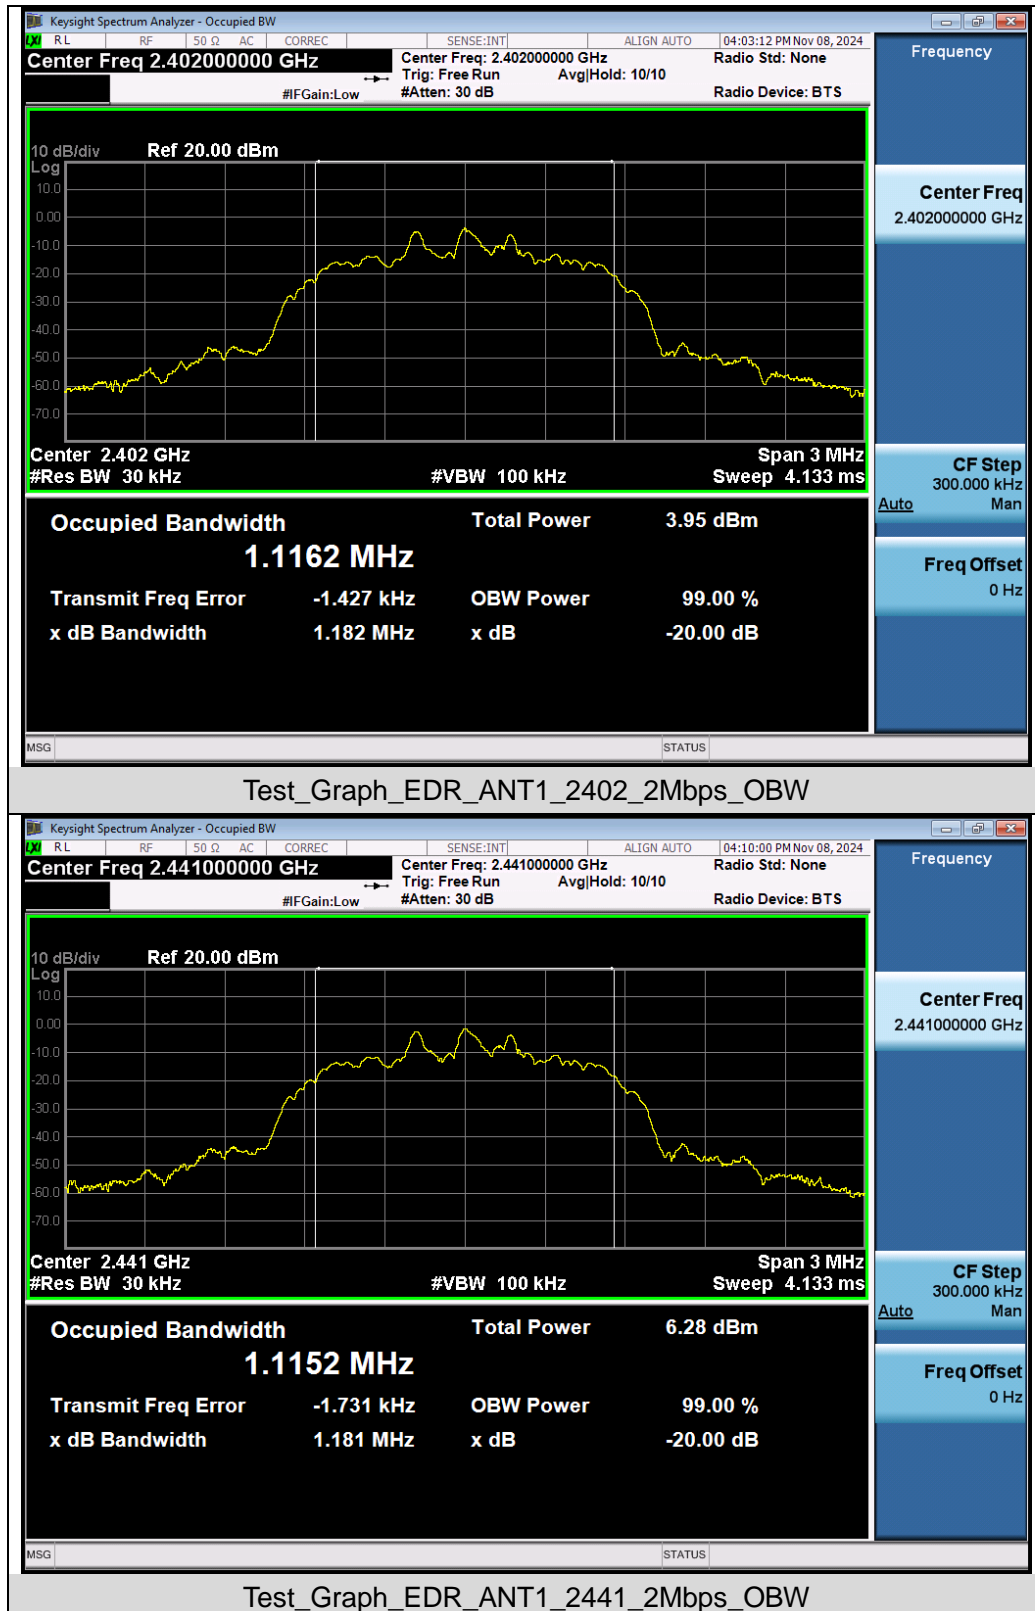 Keysight Spectrum Analyzer - Occupied BW
LXI RL RF 50 Ω AC CORREC SENSE:INT ALIGN AUTO 04:03:12 PM Nov 08, 2024
Center Freq 2.402000000 GHz
Center Freq: 2.402000000 GHz
Radio Std: None
Trig: Free Run Avg|Hold: 10/10
#IFGain:Low
#Atten: 30 dB
Radio Device: BTS
Frequency
10 dB/div Ref 20.00 dBm
Log
10.0
0.00
-10.0
-20.0
-30.0
-40.0
-50.0
-60.0
-70.0
Center 2.402 GHz Span 3 MHz
#Res BW 30 kHz #VBW 100 kHz Sweep 4.133 ms
Center Freq
2.402000000 GHz
CF Step
300.000 kHz
Auto Man
Freq Offset
0 Hz
Occupied Bandwidth Total Power 3.95 dBm
1.1162 MHz
Transmit Freq Error -1.427 kHz OBW Power 99.00 %
x dB Bandwidth 1.182 MHz x dB -20.00 dB
MSG STATUS
Test_Graph_EDR_ANT1_2402_2Mbps_OBW
Keysight Spectrum Analyzer - Occupied BW
LXI RL RF 50 Ω AC CORREC SENSE:INT ALIGN AUTO 04:10:00 PM Nov 08, 2024
Center Freq 2.441000000 GHz
Center Freq: 2.441000000 GHz
Radio Std: None
Trig: Free Run Avg|Hold: 10/10
#IFGain:Low
#Atten: 30 dB
Radio Device: BTS
Frequency
10 dB/div Ref 20.00 dBm
Log
10.0
0.00
-10.0
-20.0
-30.0
-40.0
-50.0
-60.0
-70.0
Center 2.441 GHz Span 3 MHz
#Res BW 30 kHz #VBW 100 kHz Sweep 4.133 ms
Center Freq
2.441000000 GHz
CF Step
300.000 kHz
Auto Man
Freq Offset
0 Hz
Occupied Bandwidth Total Power 6.28 dBm
1.1152 MHz
Transmit Freq Error -1.731 kHz OBW Power 99.00 %
x dB Bandwidth 1.181 MHz x dB -20.00 dB
MSG STATUS
Test_Graph_EDR_ANT1_2441_2Mbps_OBW